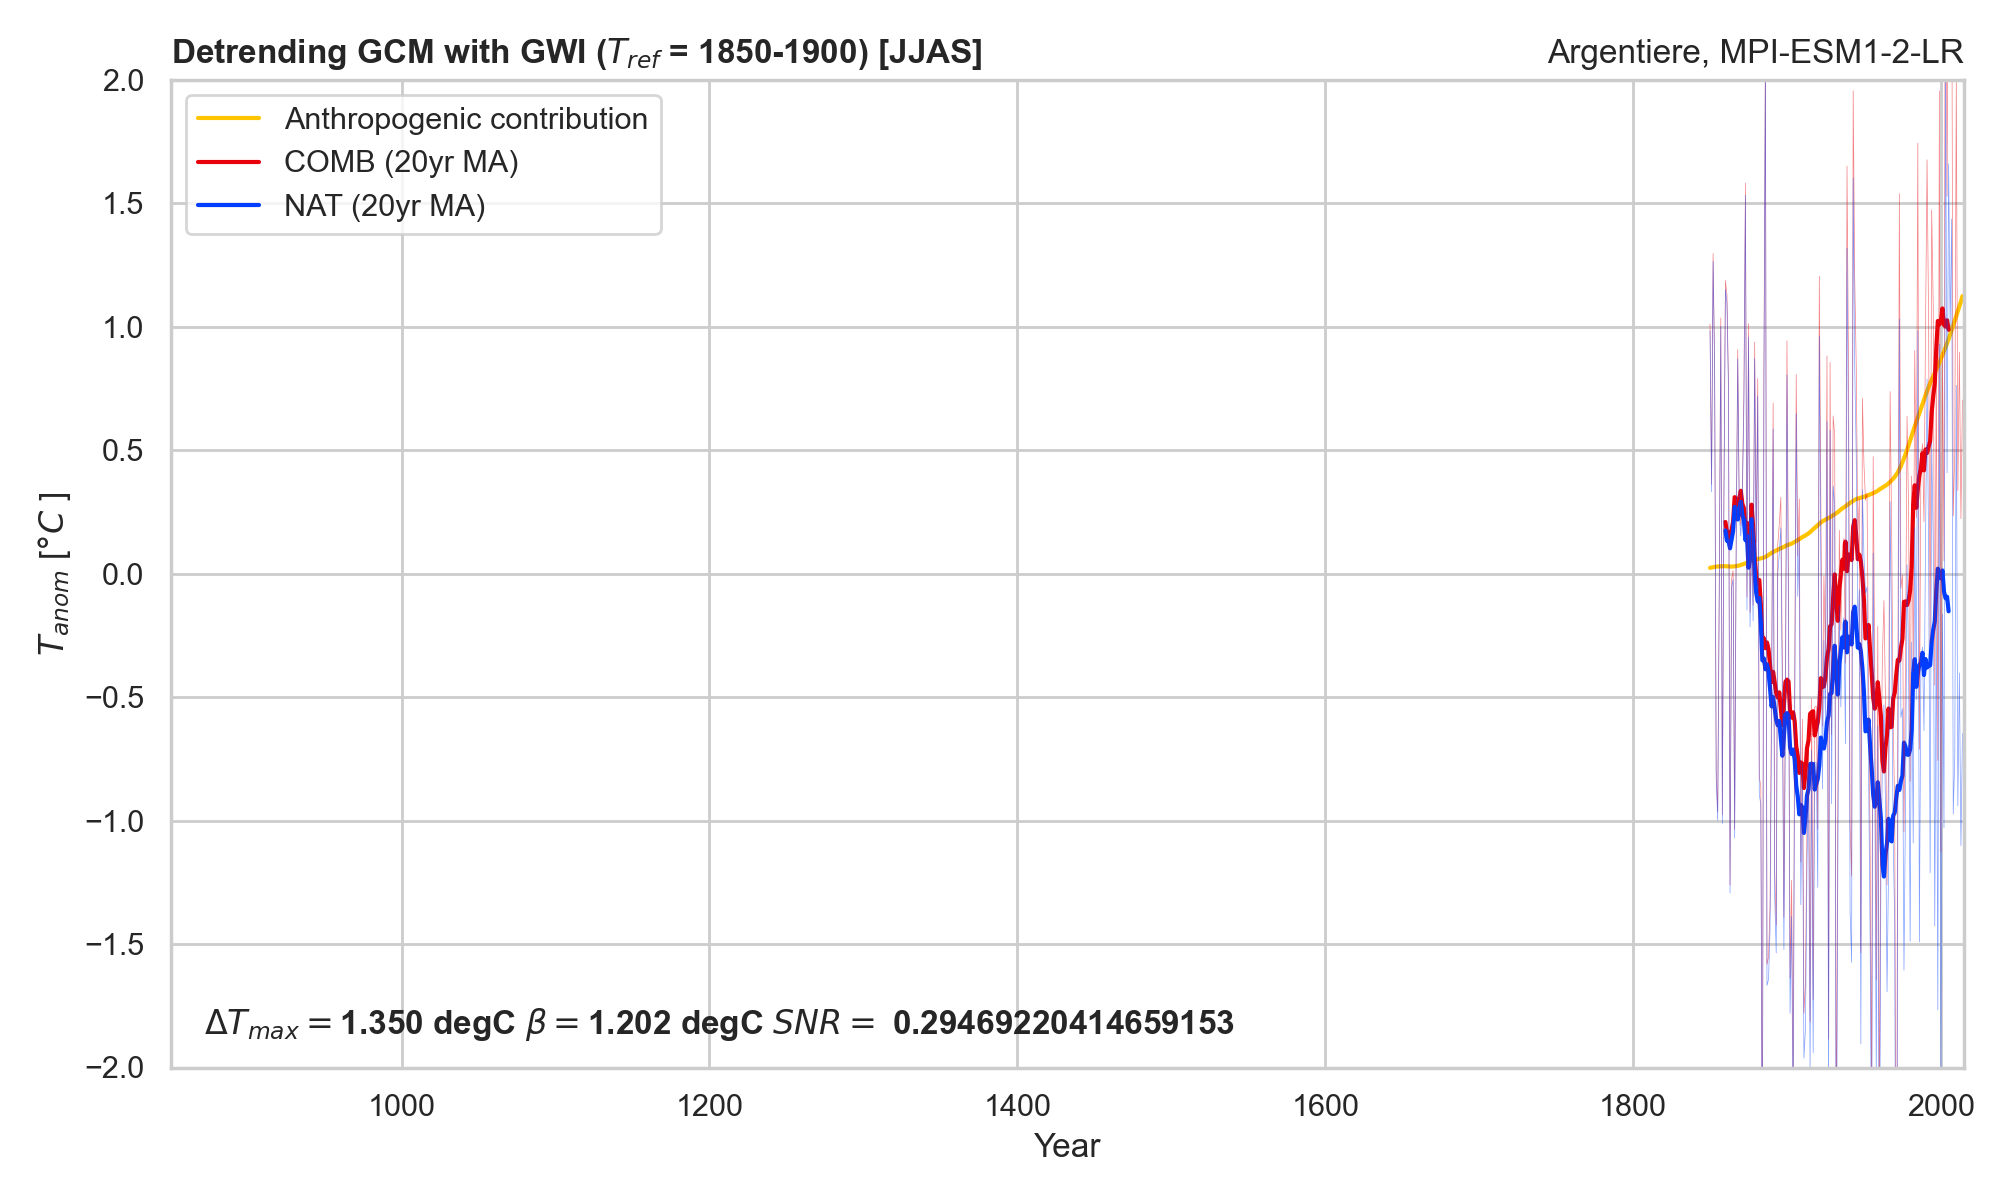 Detrending GCM with GWI (T_ref = 1850-1900) [JJAS]
Argentiere, MPI-ESM1-2-LR
Anthropogenic contribution
COMB (20yr MA)
NAT (20yr MA)
2.0
1.5
1.0
0.5
0.0
−0.5
−1.0
−1.5
−2.0
T_anom [°C]
ΔT_max = 1.350 degC β = 1.202 degC SNR = 0.29469220414659153
1000 1200 1400 1600 1800 2000
Year